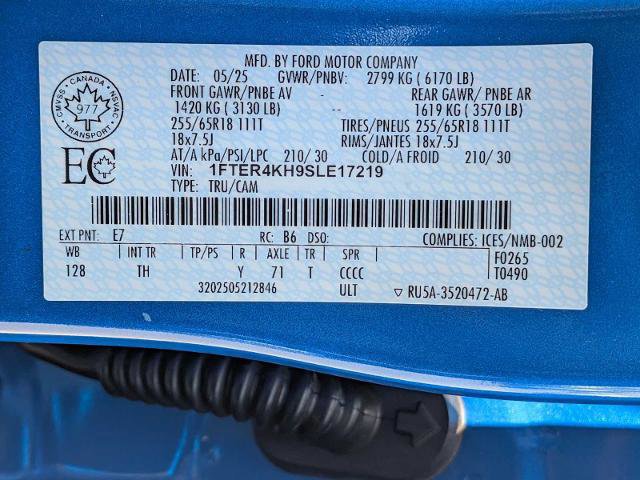 MFD. BY FORD MOTOR COMPANY
DATE: 05/25 GVWR/PNBV: 2799 KG ( 6170 LB)
FRONT GAWR/PNBE AV -- REAR GAWR/PNBE AR
1420 KG ( 3130 LB) -- 1619 KG ( 3570 LB)
255/65R18 111T TIRES/PNEUS 255/65R18 111T
18x7.5J RIMS/JANTES 18x7.5J
AT/A kPa/PSI/LPC 210/ 30 COLD/A FROID 210/ 30
VIN: 1FTER4KH9SLE17219
TYPE: TRU/CAM
CANADA
CMVSS
NSVAC
977
TRANSPORT
EC
EXT PNT: E7 RC: B6 DSO: COMPLIES: ICES/NMB-002
WB INT TR TP/PS R AXLE TR SPR F0265
128 TH Y 71 T CCCC T0490
3202505212846 ULT ▽ RU5A-3520472-AB